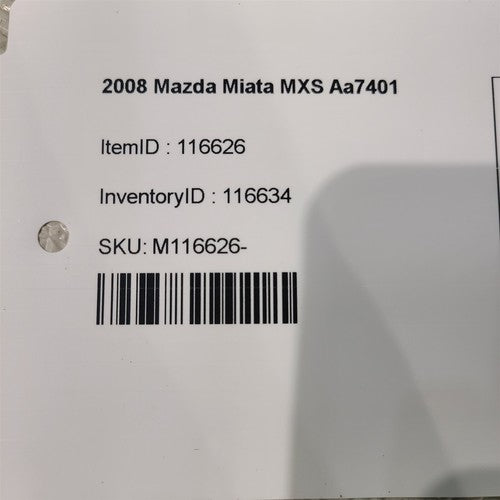 2008 Mazda Miata MXS Aa7401
ItemID : 116626
InventoryID : 116634
SKU: M116626-